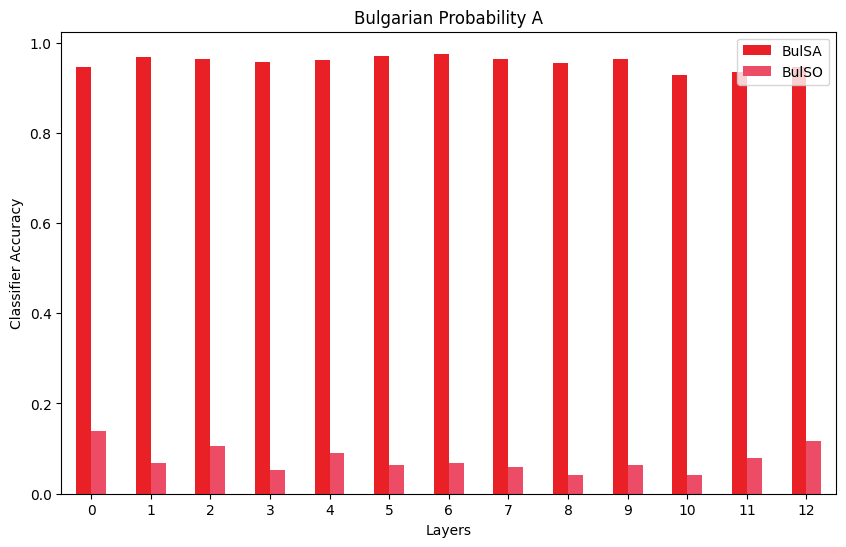 Bulgarian Probability A
BulSA
BulSO
1.0
0.8
0.6
0.4
0.2
0.0
Classifier Accuracy
0 1 2 3 4 5 6 7 8 9 10 11 12
Layers